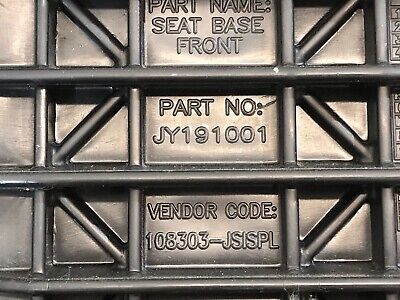 PART NAME:
SEAT BASE
FRONT
PART NO:
JY191001
VENDOR CODE:
108303-JSISPL